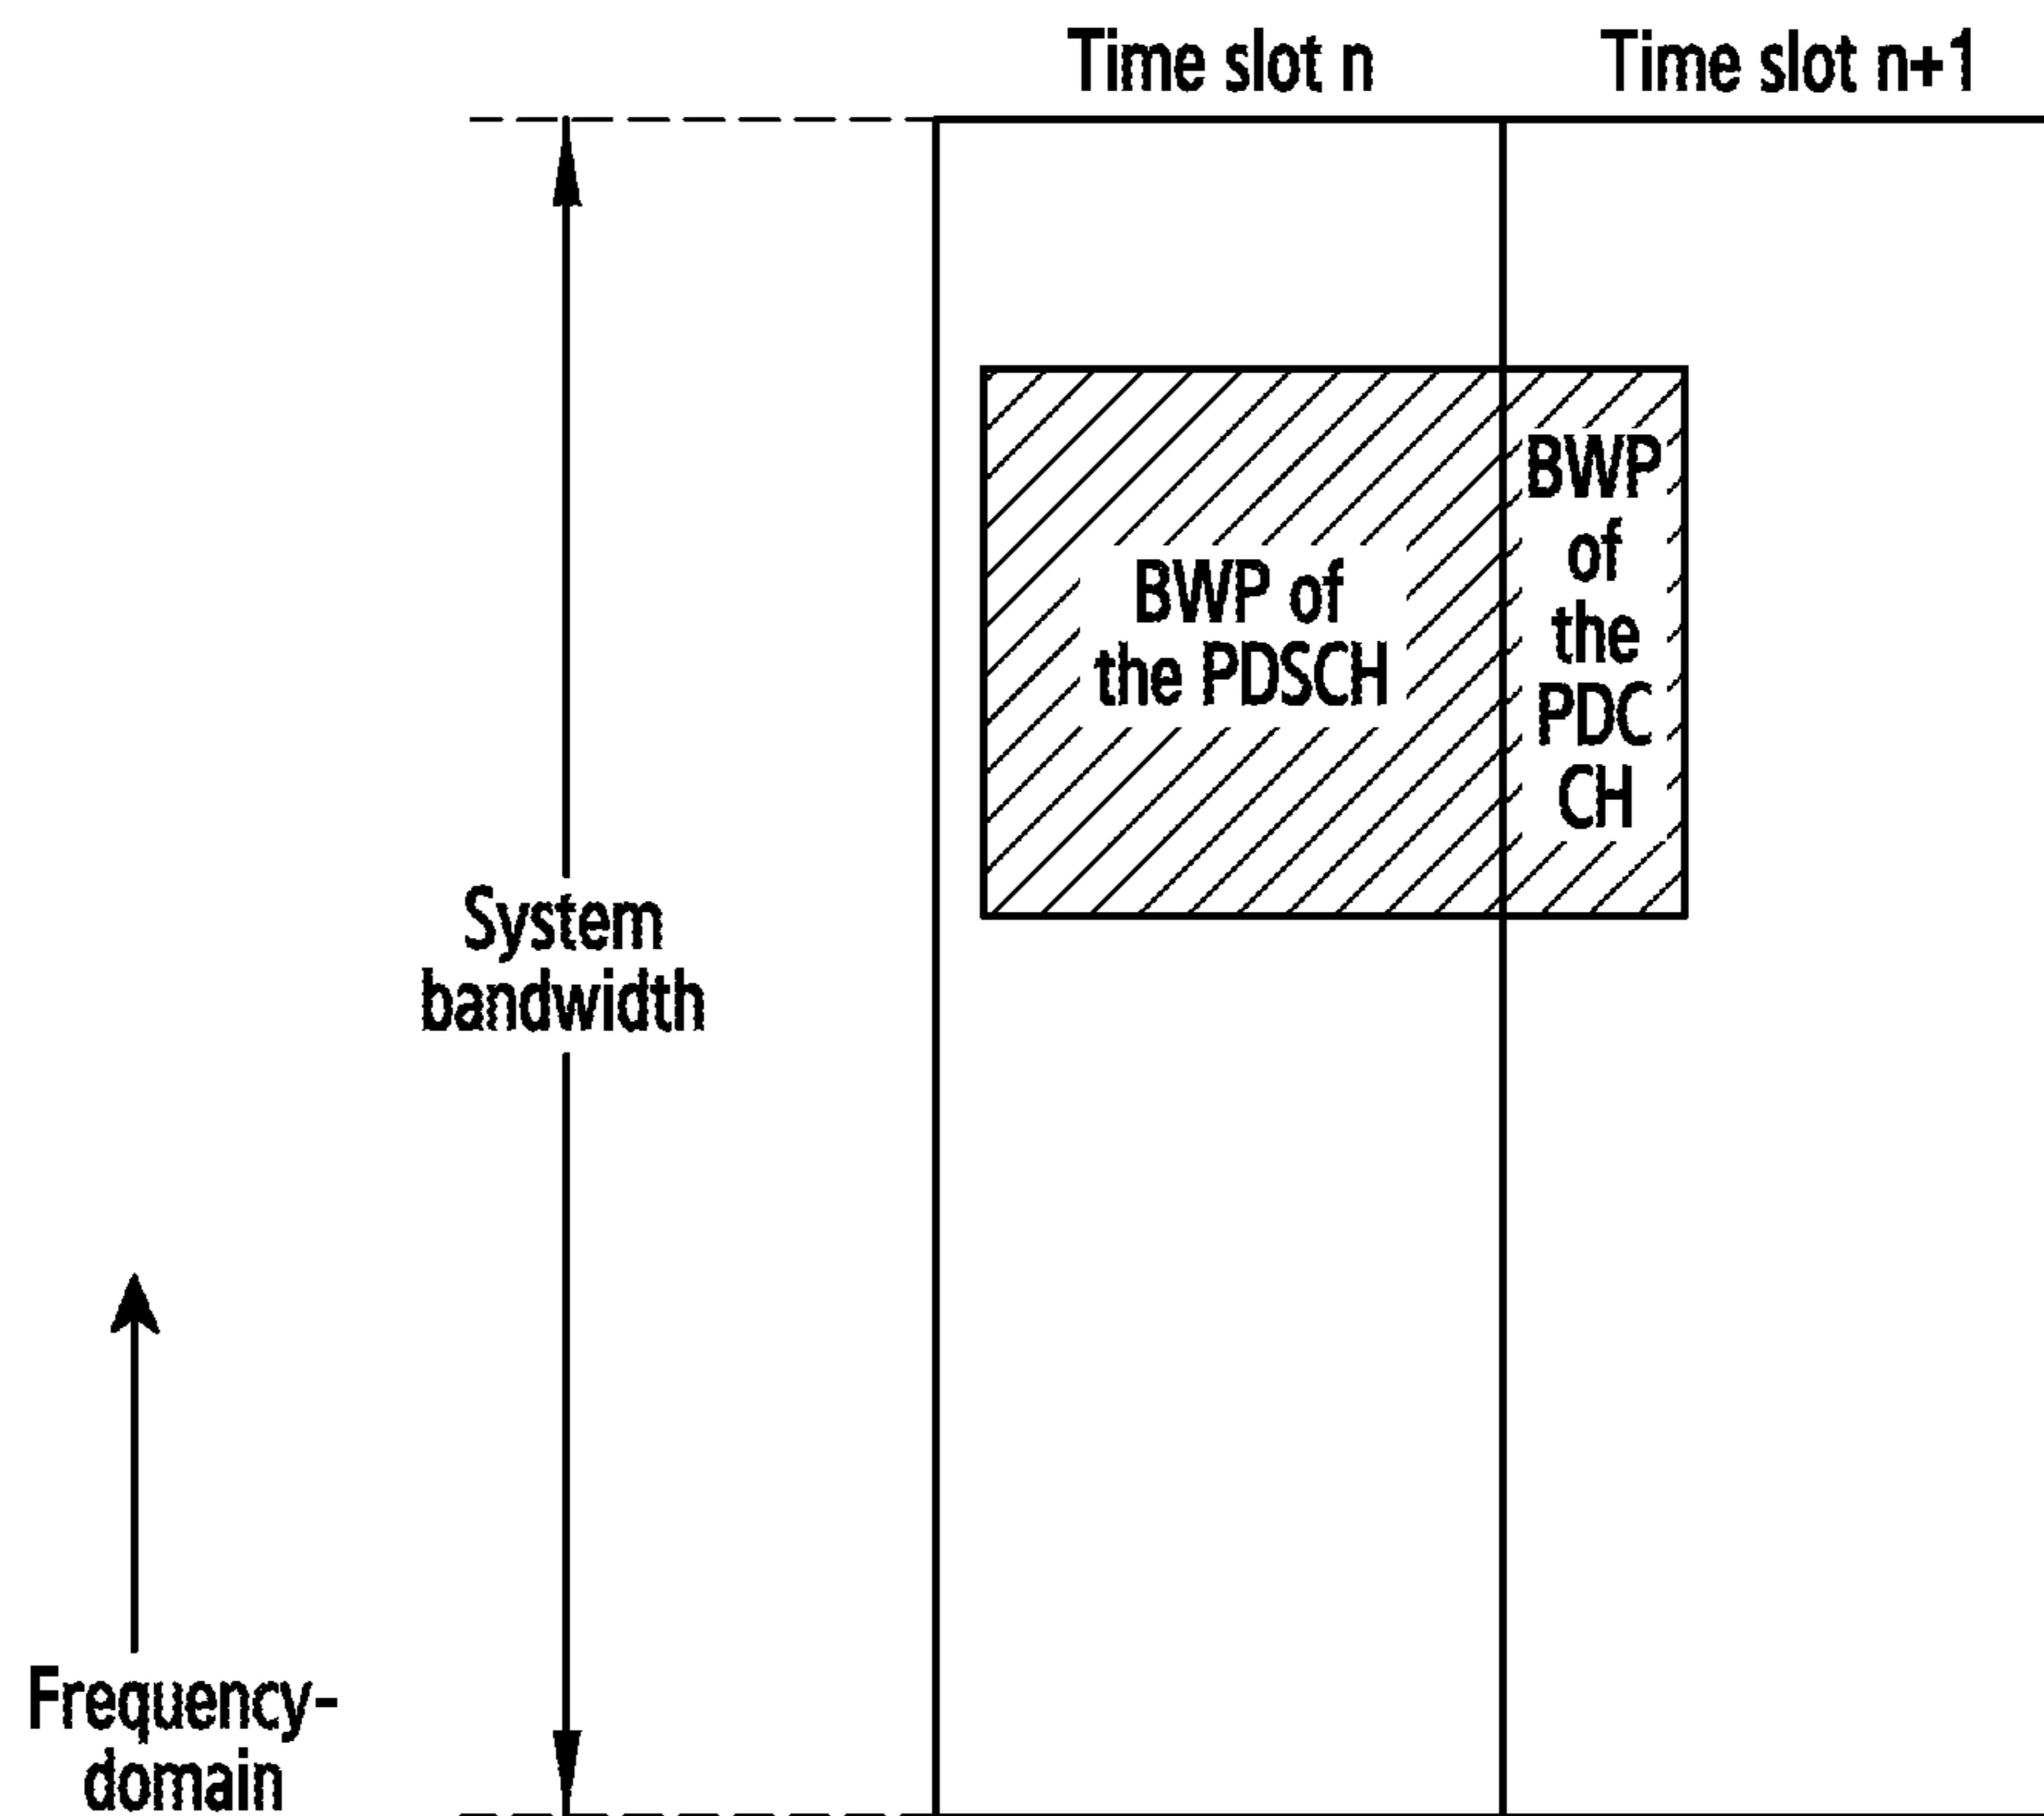 Time slot n
Time slot n+1
BWP of
the PDSCH
BWP
of
the
PDC
CH
System
bandwidth
Frequency-
domain